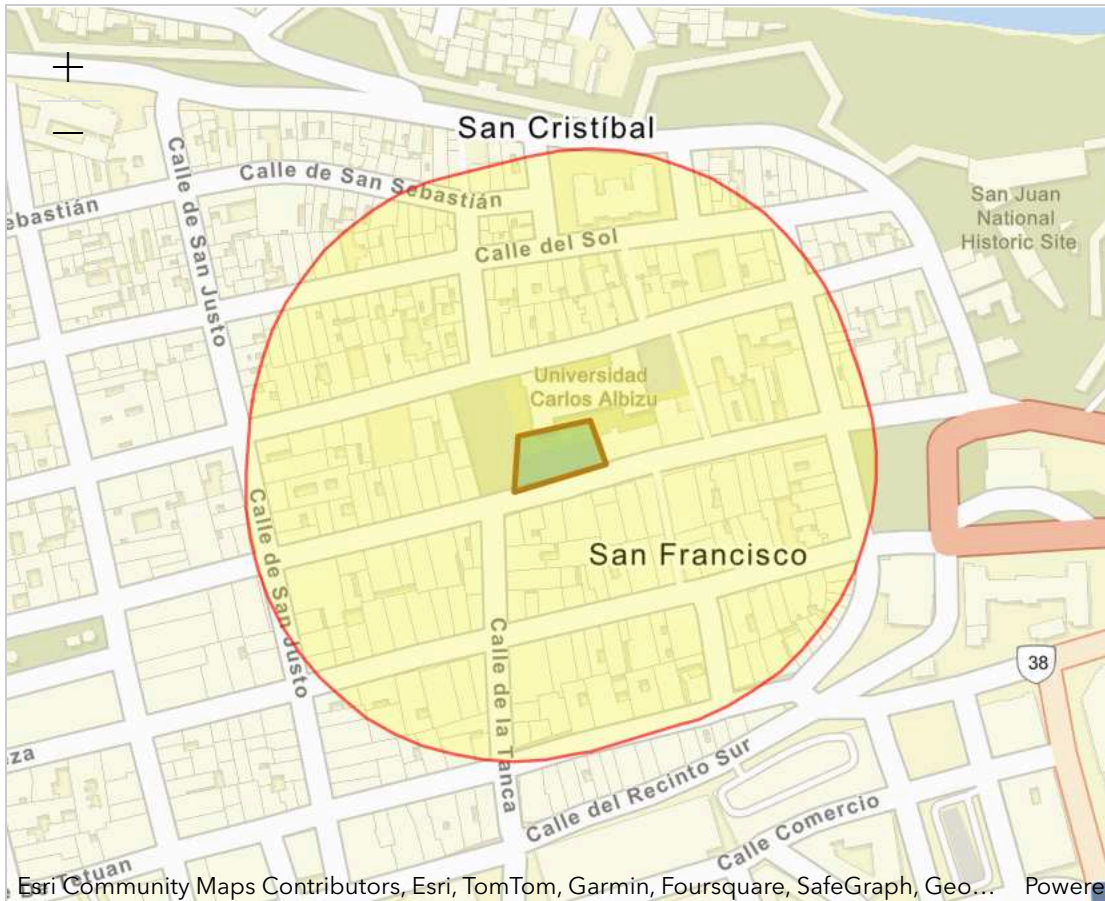 San Cristíbal
Calle de San Justo
Calle de San Sebastián
ebastián
Calle del Sol
San Juan
National
Historic Site
Universidad
Carlos Albizu
Calle de San Justo
San Francisco
Calle de la Tanca
38
za
Calle del Recinto Sur
Calle Comercio
Tetuan
Esri Community Maps Contributors, Esri, TomTom, Garmin, Foursquare, SafeGraph, Geo... Powere